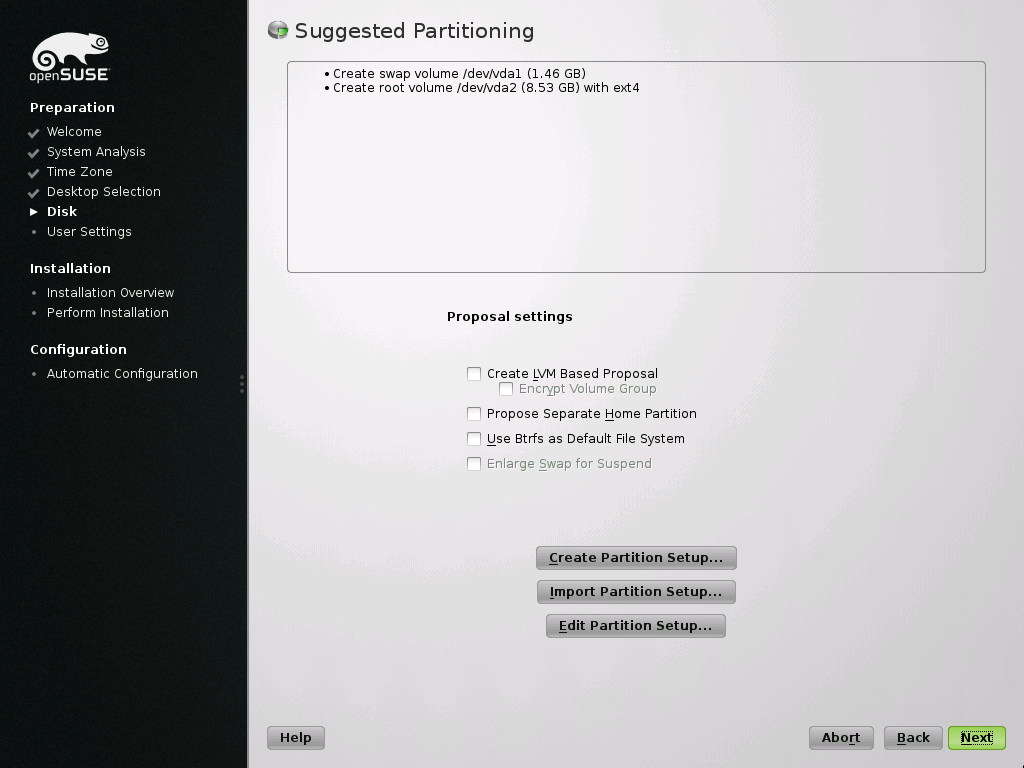 openSUSE
Preparation
Welcome
System Analysis
Time Zone
Desktop Selection
Disk
User Settings
Installation
Installation Overview
Perform Installation
Configuration
Automatic Configuration
Suggested Partitioning
• Create swap volume /dev/vda1 (1.46 GB)
• Create root volume /dev/vda2 (8.53 GB) with ext4
Proposal settings
Create LVM Based Proposal
Encrypt Volume Group
Propose Separate Home Partition
Use Btrfs as Default File System
Enlarge Swap for Suspend
Create Partition Setup...
Import Partition Setup...
Edit Partition Setup...
Help
Abort
Back
Next